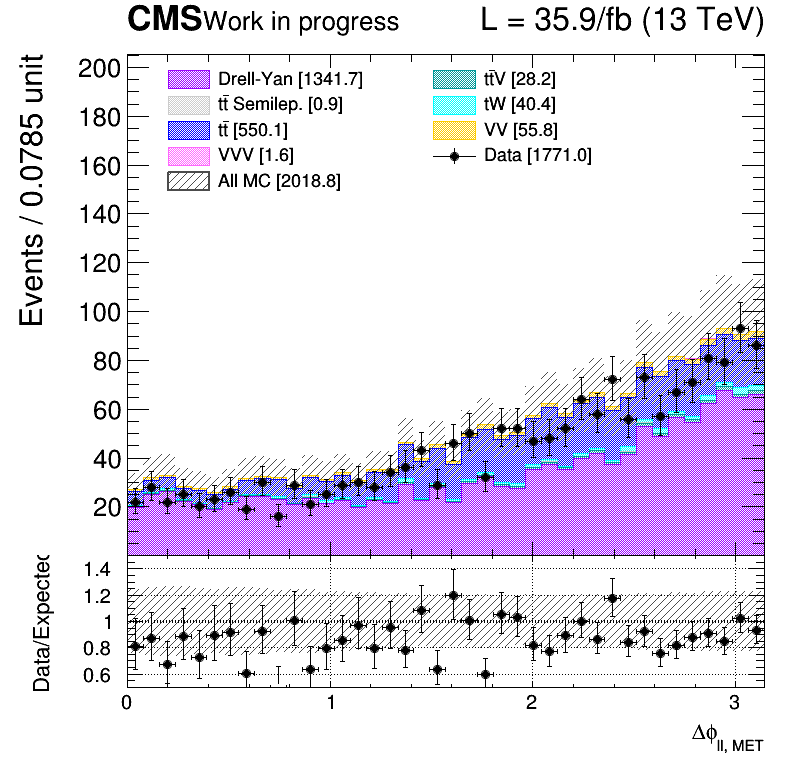 CMS Work in progress L = 35.9/fb (13 TeV)
Events / 0.0785 unit
200
180
160
140
120
100
80
60
40
20
Drell-Yan [1341.7]
tt̄ Semilep. [0.9]
tt̄ [550.1]
VVV [1.6]
All MC [2018.8]
tt̄V [28.2]
tW [40.4]
VV [55.8]
Data [1771.0]
Data/Expected
1.4
1.2
1
0.8
0.6
0 1 2 3
Δϕll, MET